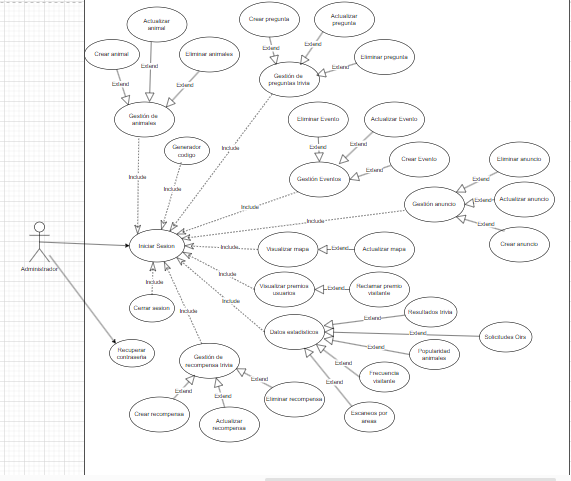 Actualizar
animal
Crear pregunta
Actualizar
pregunta
Crear animal
Eliminar animales
Extend
Extend
Eliminar pregunta
Extend
Extend
Extend
Extend
Gestión de
preguntas trivia
Gestión de
animales
Eliminar Evento
Actualizar Evento
Generador
codigo
Include
Extend
Extend
Crear Evento
Eliminar anuncio
Extend
Extend
Include
Include
Gestión Eventos
Actualizar anuncio
Extend
Gestión anuncio
Include
Include
Extend
Administrador
Iniciar Sesion
Include
Visualizar mapa
Extend
Actualizar mapa
Crear anuncio
Include
Include
Visualizar premios
usuarios
Extend
Reclamar premio
visitante
Cerrar sesion
Include
Include
Datos estadisticos
Extend
Resultados trivia
Extend
Solicitudes Oirs
Recuperar
contraseña
Gestión de
recompensa trivia
Extend
Popularidad
animales
Extend
Frecuencia
visitante
Extend
Extend
Extend
Extend
Crear recompensa
Actualizar
recompensa
Eliminar recompensa
Escaneos por
areas